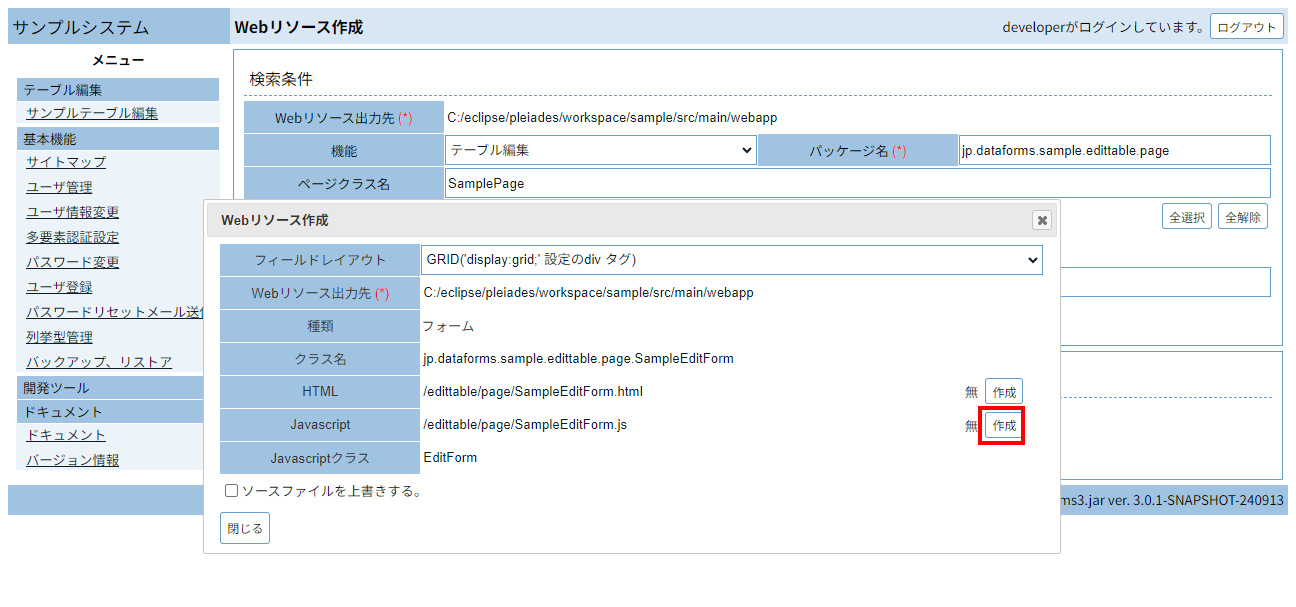 サンプルシステム
Webリソース作成
developerがログインしています。
ログアウト
メニュー
テーブル編集
サンプルテーブル編集
基本機能
サイトマップ
ユーザ管理
ユーザ情報変更
多要素認証設定
パスワード変更
ユーザ登録
パスワードリセットメール送信
列挙型管理
バックアップ、リストア
開発ツール
ドキュメント
ドキュメント
バージョン情報
検索条件
Webリソース出力先 (*) C:/eclipse/pleiades/workspace/sample/src/main/webapp
機能 テーブル編集 パッケージ名 (*) jp.dataforms.sample.edittable.page
ページクラス名 SamplePage
全選択 全解除
Webリソース作成
フィールドレイアウト GRID('display:grid;' 設定のdiv タグ)
Webリソース出力先 (*) C:/eclipse/pleiades/workspace/sample/src/main/webapp
種類 フォーム
クラス名 jp.dataforms.sample.edittable.page.SampleEditForm
HTML /edittable/page/SampleEditForm.html 無 作成
Javascript /edittable/page/SampleEditForm.js 無 作成
Javascriptクラス EditForm
ソースファイルを上書きする。
閉じる
ms3.jar ver. 3.0.1-SNAPSHOT-240913